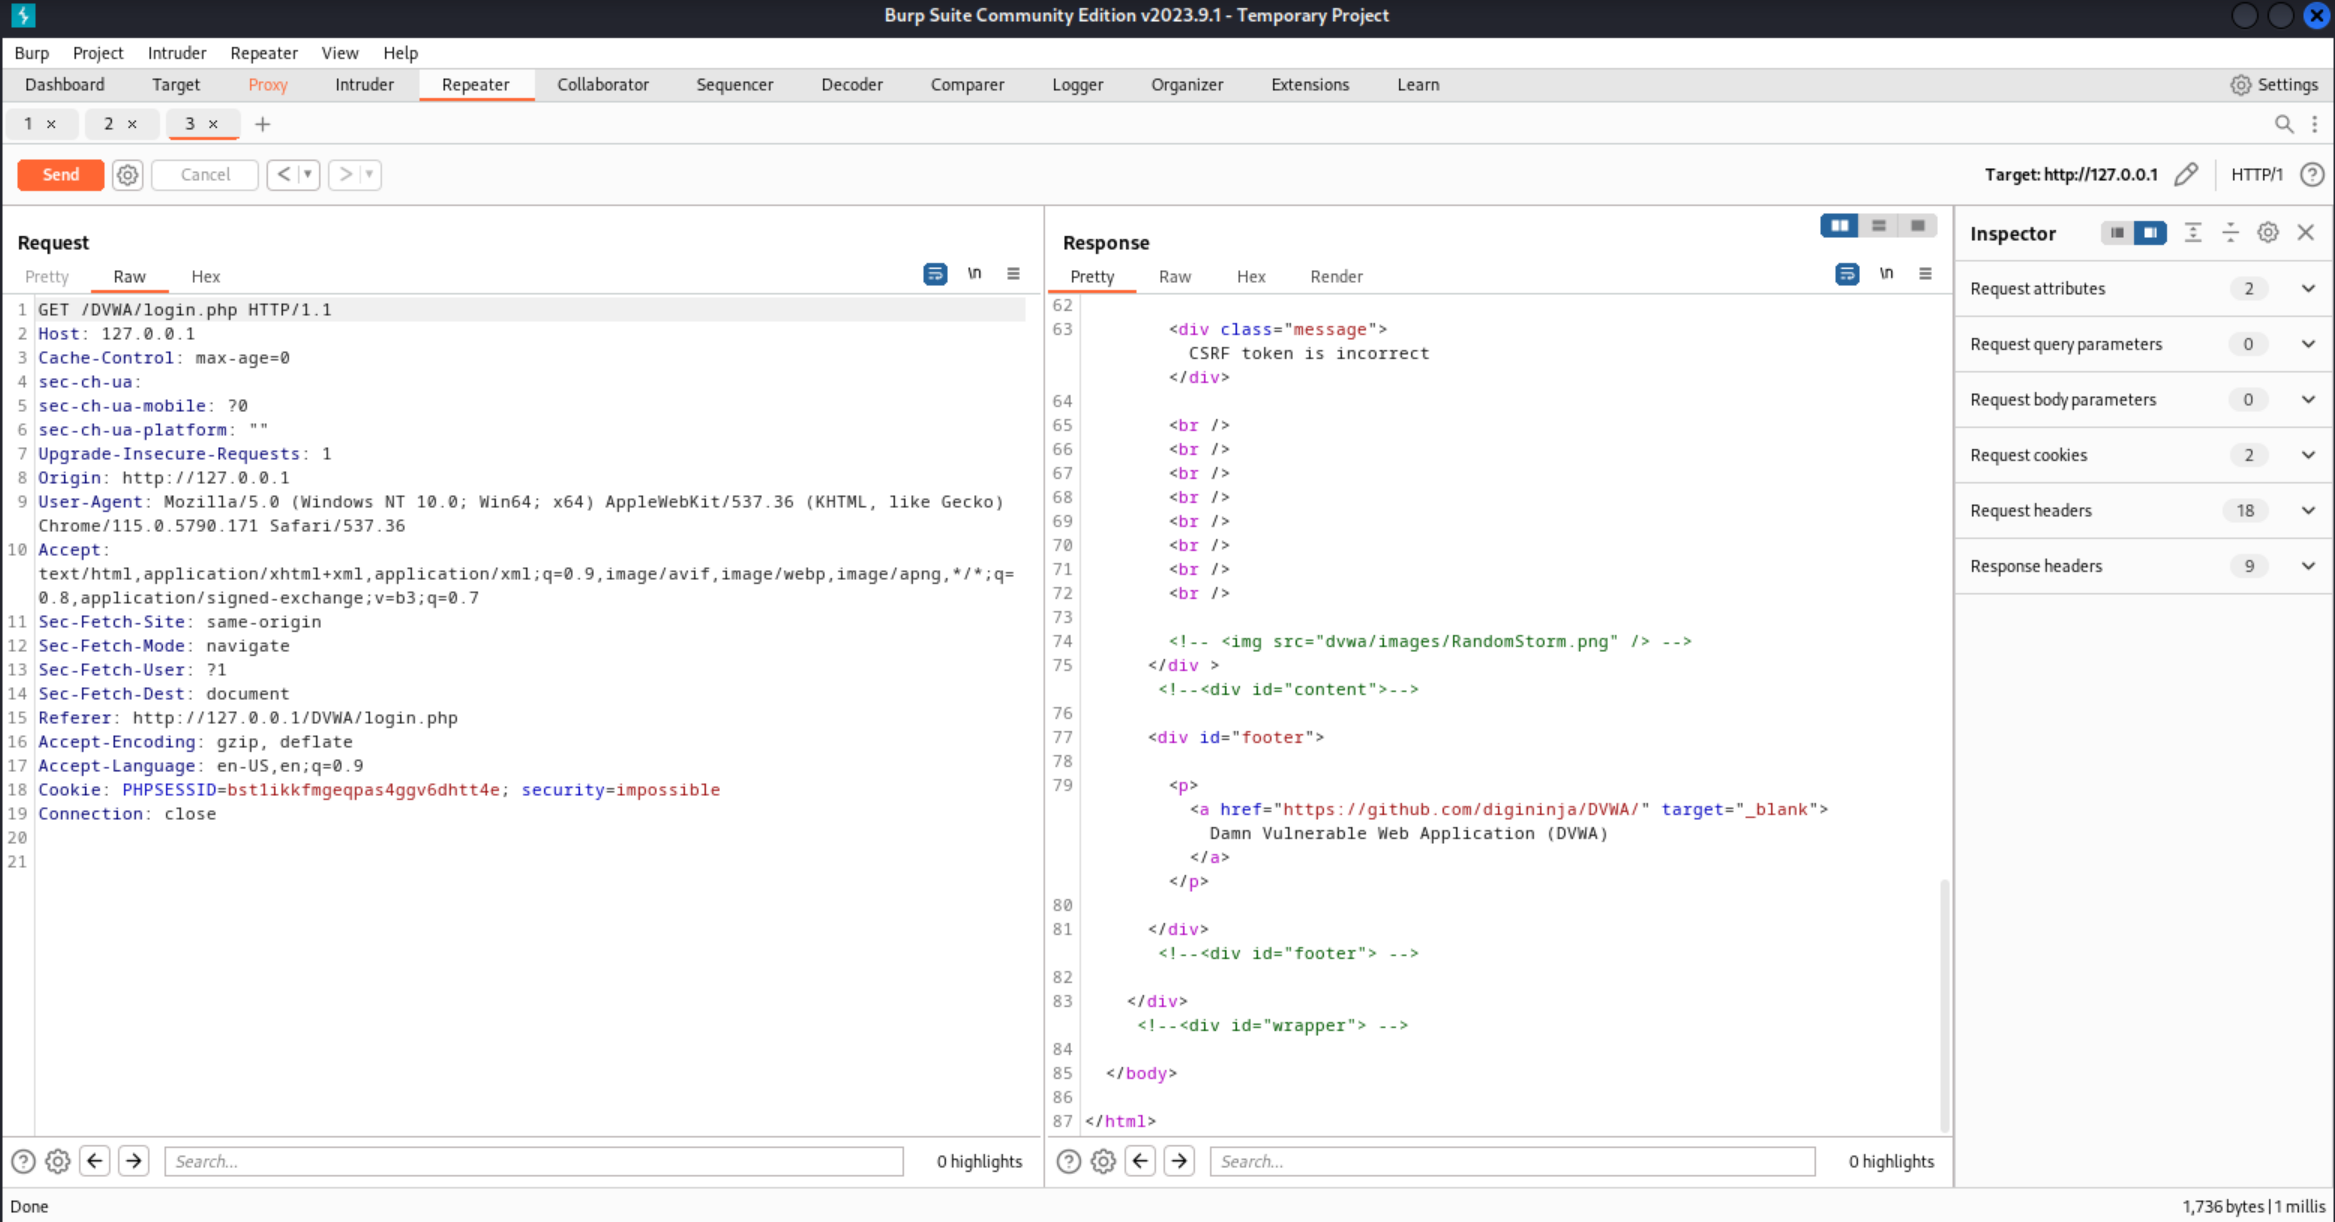 Burp Suite Community Edition v2023.9.1 - Temporary Project
Burp Project Intruder Repeater View Help
Dashboard Target Proxy Intruder Repeater Collaborator Sequencer Decoder Comparer Logger Organizer Extensions Learn Settings
1 × 2 × 3 × +
Send Cancel < > Target: http://127.0.0.1 HTTP/1
Request
Pretty Raw Hex \n
1 GET /DVWA/login.php HTTP/1.1
2 Host: 127.0.0.1
3 Cache-Control: max-age=0
4 sec-ch-ua:
5 sec-ch-ua-mobile: ?0
6 sec-ch-ua-platform: ""
7 Upgrade-Insecure-Requests: 1
8 Origin: http://127.0.0.1
9 User-Agent: Mozilla/5.0 (Windows NT 10.0; Win64; x64) AppleWebKit/537.36 (KHTML, like Gecko)
Chrome/115.0.5790.171 Safari/537.36
10 Accept:
text/html,application/xhtml+xml,application/xml;q=0.9,image/avif,image/webp,image/apng,*/*;q=
0.8,application/signed-exchange;v=b3;q=0.7
11 Sec-Fetch-Site: same-origin
12 Sec-Fetch-Mode: navigate
13 Sec-Fetch-User: ?1
14 Sec-Fetch-Dest: document
15 Referer: http://127.0.0.1/DVWA/login.php
16 Accept-Encoding: gzip, deflate
17 Accept-Language: en-US,en;q=0.9
18 Cookie: PHPSESSID=bst1ikkfmgeqpas4ggv6dhtt4e; security=impossible
19 Connection: close
20
21
Search... 0 highlights
Response
Pretty Raw Hex Render \n
62
63 <div class="message">
CSRF token is incorrect
</div>
64
65 <br />
66 <br />
67 <br />
68 <br />
69 <br />
70 <br />
71 <br />
72 <br />
73
74 <!-- <img src="dvwa/images/RandomStorm.png" /> -->
75 </div >
<!--<div id="content">-->
76
77 <div id="footer">
78
79 <p>
<a href="https://github.com/digininja/DVWA/" target="_blank">
Damn Vulnerable Web Application (DVWA)
</a>
</p>
80
81 </div>
<!--<div id="footer"> -->
82
83 </div>
<!--<div id="wrapper"> -->
84
85 </body>
86
87 </html>
Search... 0 highlights
Inspector
Request attributes 2
Request query parameters 0
Request body parameters 0
Request cookies 2
Request headers 18
Response headers 9
Done 1,736 bytes | 1 millis